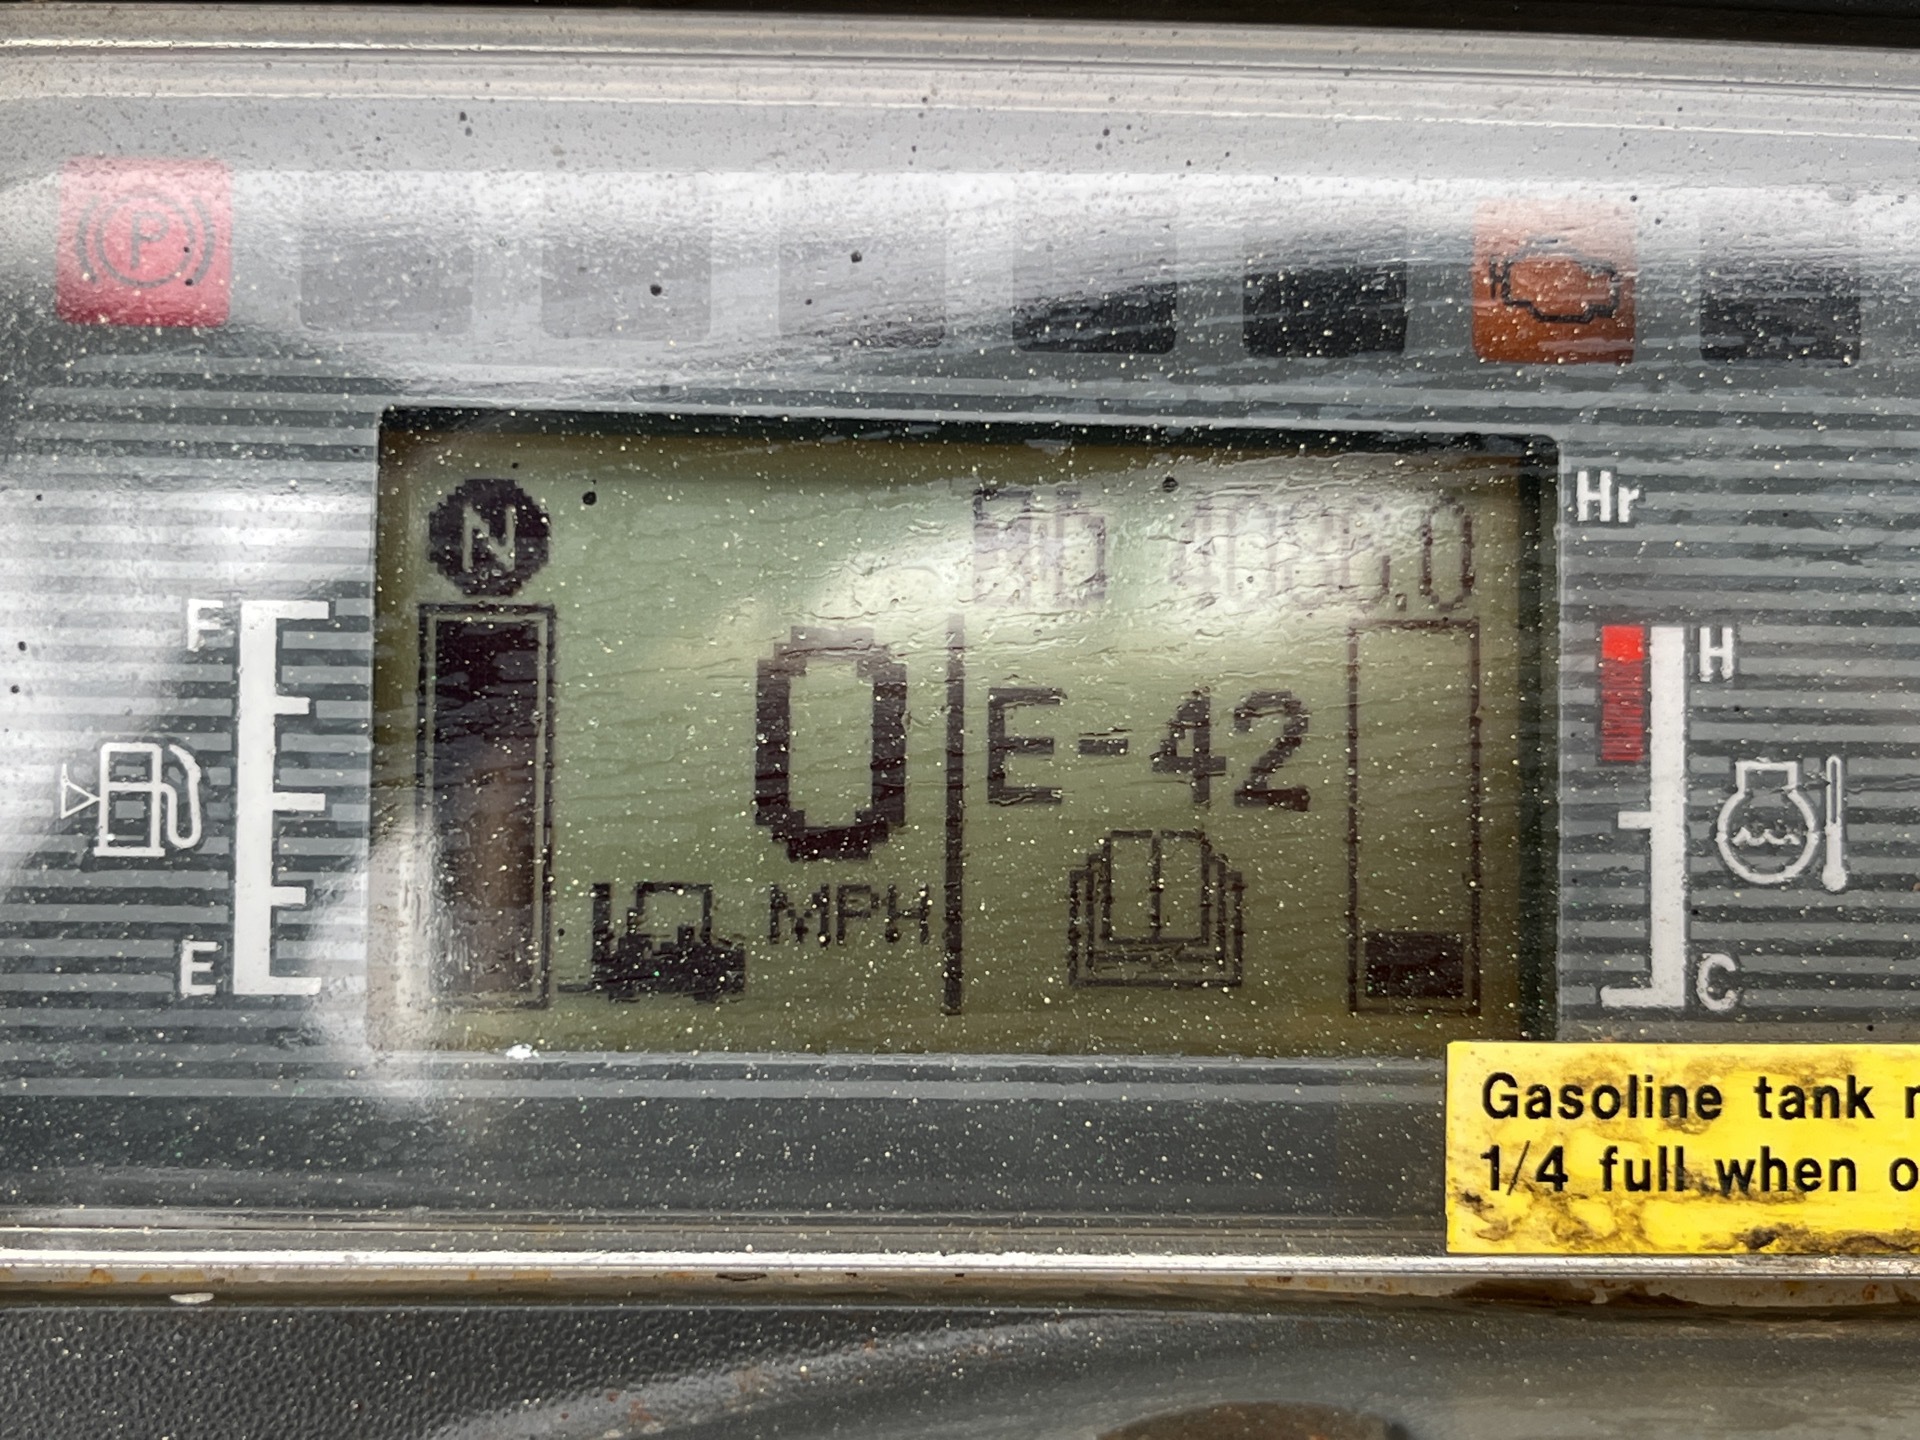 P
N
Hr
F
H
0
E-42
MPH
E
C
Gasoline tank
1/4 full when